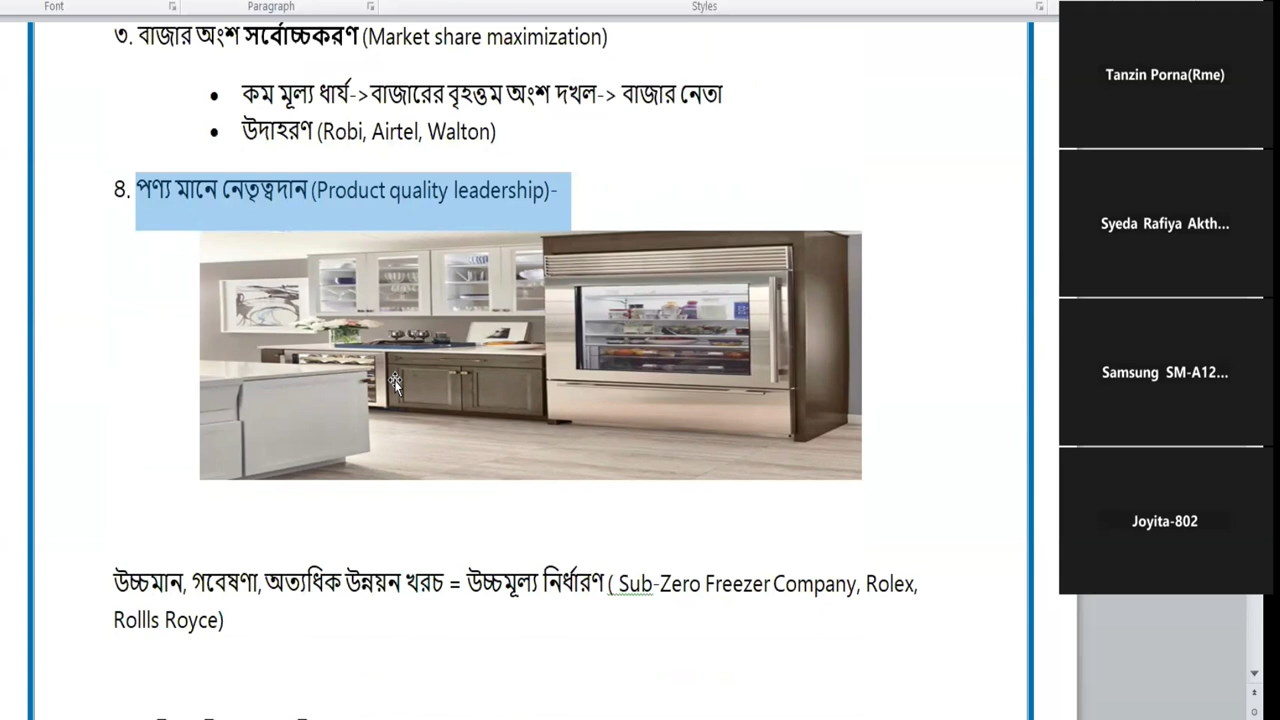 Font
Paragraph
Styles
৩. বাজার অংশ সর্বোচ্চকরণ (Market share maximization)
• কম মূল্য ধার্য->বাজারের বৃহত্তম অংশ দখল-> বাজার নেতা
• উদাহরণ (Robi, Airtel, Walton)
4. পণ্য মানে নেতৃত্বদান (Product quality leadership)-
উচ্চমান, গবেষণা, অত্যধিক উন্নয়ন খরচ = উচ্চমূল্য নির্ধারণ ( Sub-Zero Freezer Company, Rolex,
Rollls Royce)
Tanzin Porna(Rme)
Syeda Rafiya Akth...
Samsung SM-A12...
Joyita-802